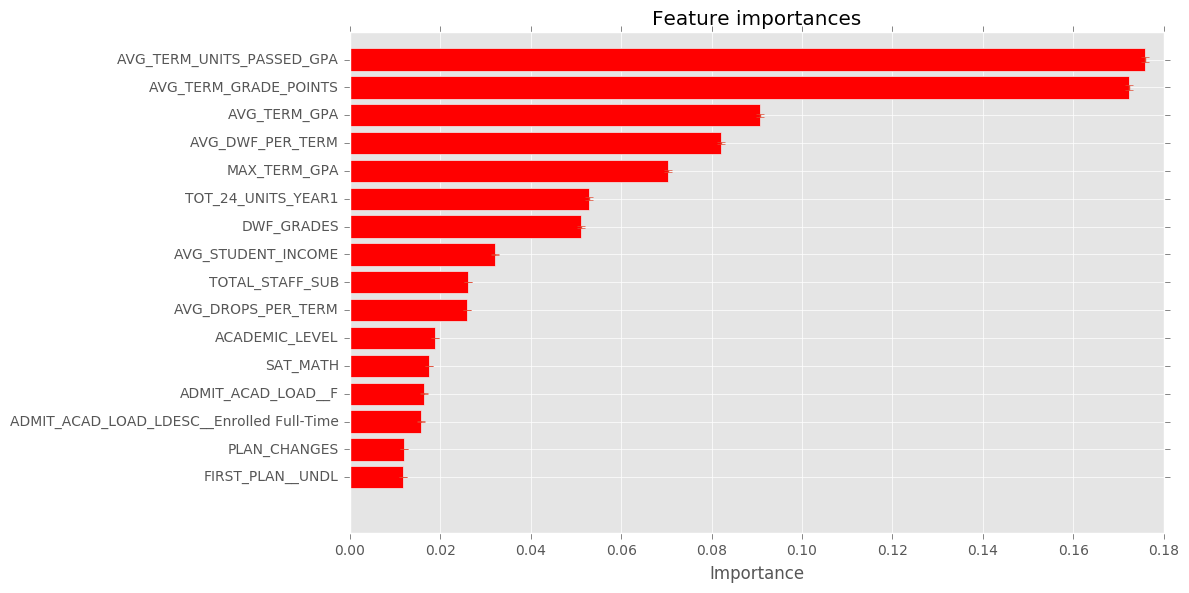 Feature importances
AVG_TERM_UNITS_PASSED_GPA
AVG_TERM_GRADE_POINTS
AVG_TERM_GPA
AVG_DWF_PER_TERM
MAX_TERM_GPA
TOT_24_UNITS_YEAR1
DWF_GRADES
AVG_STUDENT_INCOME
TOTAL_STAFF_SUB
AVG_DROPS_PER_TERM
ACADEMIC_LEVEL
SAT_MATH
ADMIT_ACAD_LOAD__F
ADMIT_ACAD_LOAD_LDESC__Enrolled Full-Time
PLAN_CHANGES
FIRST_PLAN__UNDL
0.00 0.02 0.04 0.06 0.08 0.10 0.12 0.14 0.16 0.18
Importance